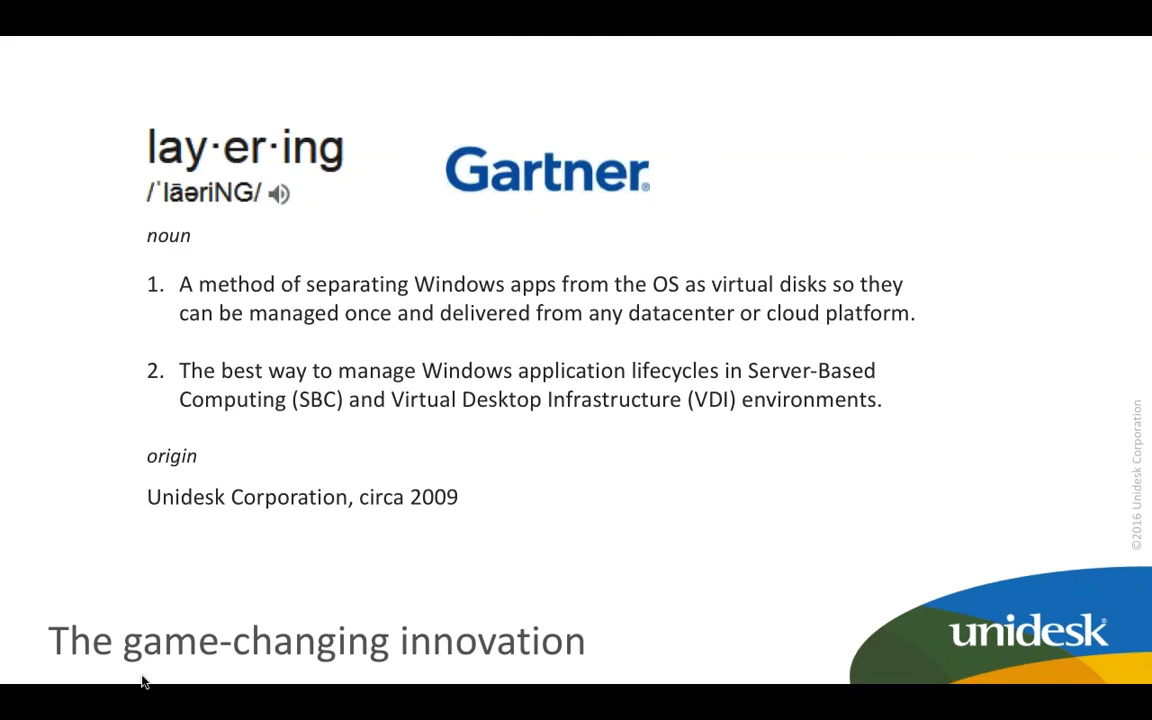 lay·er·ing
/ˈlāəriNG/
Gartner®
noun
1. A method of separating Windows apps from the OS as virtual disks so they
can be managed once and delivered from any datacenter or cloud platform.
2. The best way to manage Windows application lifecycles in Server-Based
Computing (SBC) and Virtual Desktop Infrastructure (VDI) environments.
origin
Unidesk Corporation, circa 2009
©2016 Unidesk Corporation
The game-changing innovation
unidesk®